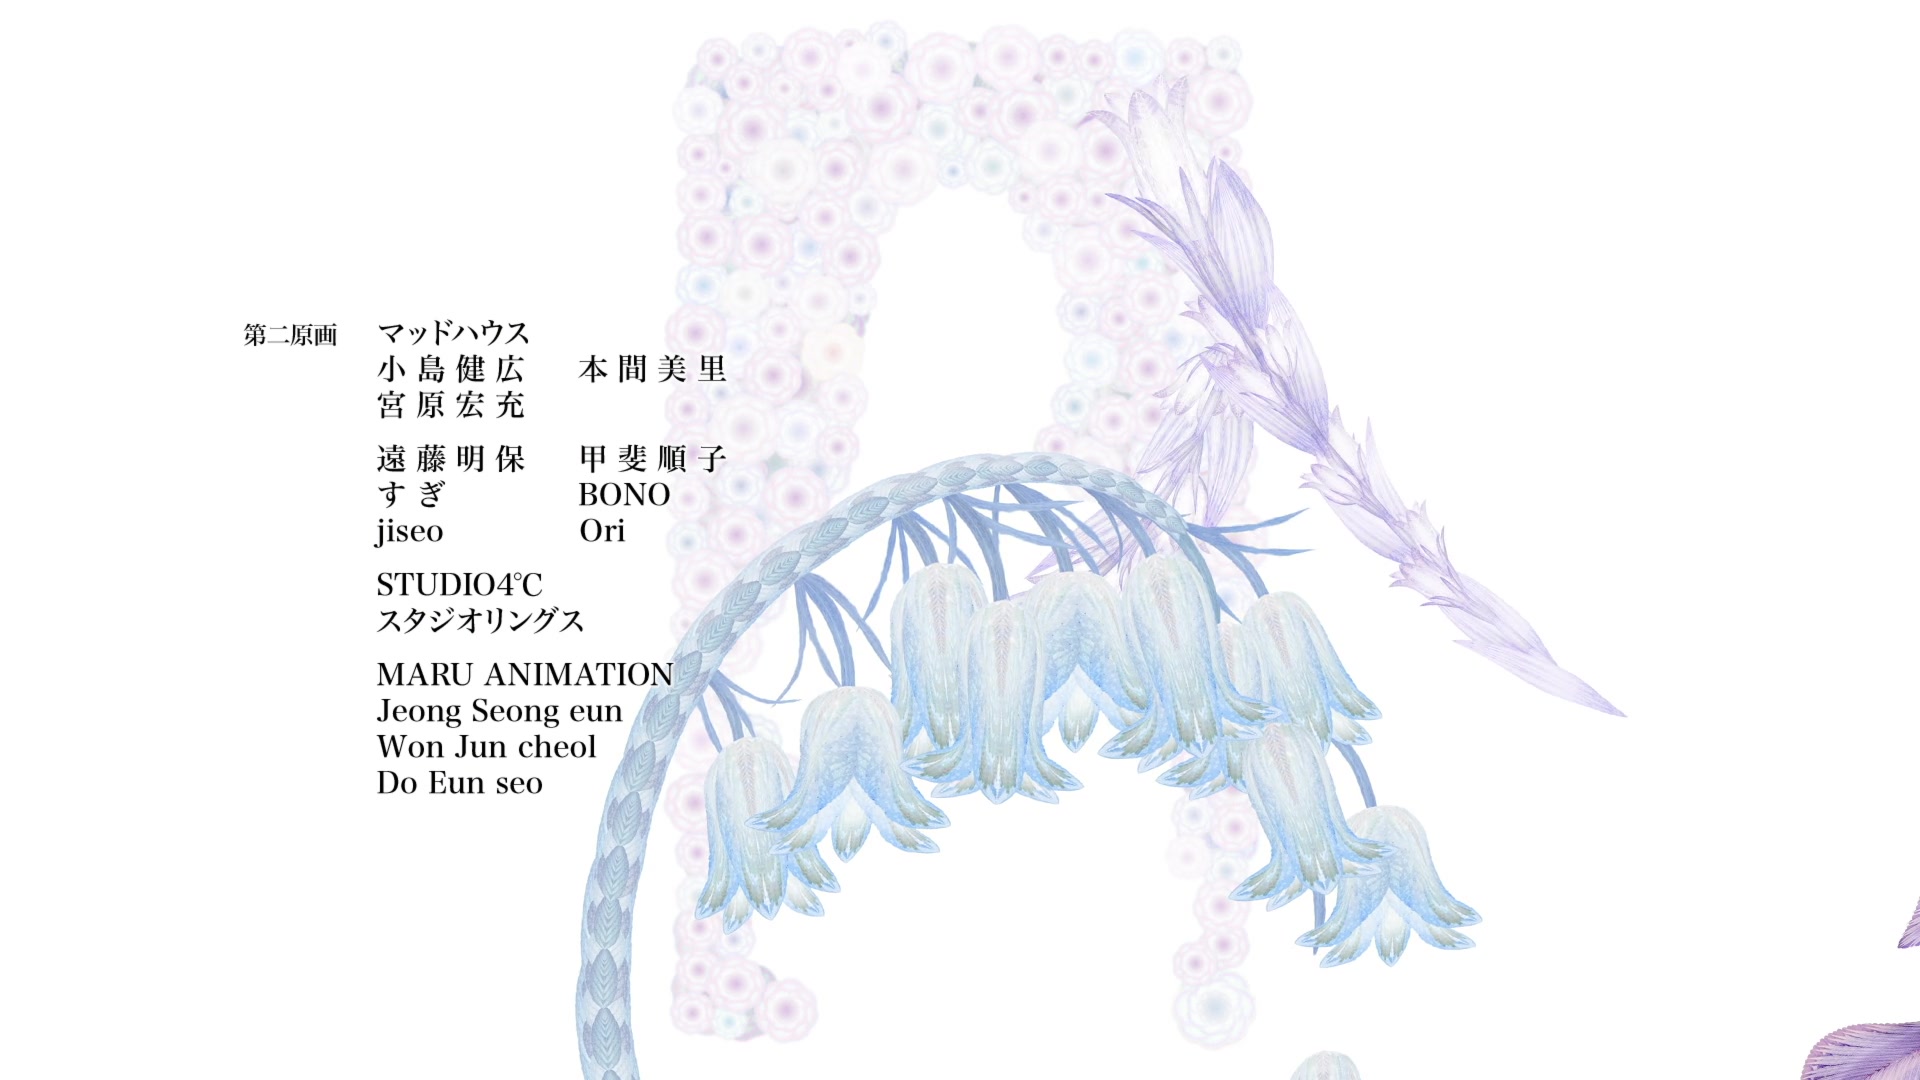 第二原画 マッドハウス
小島健広 本間美里
宮原宏充
遠藤明保 甲斐順子
すぎ BONO
jiseo Ori
STUDIO4℃
スタジオリングス
MARU ANIMATION
Jeong Seong eun
Won Jun cheol
Do Eun seo